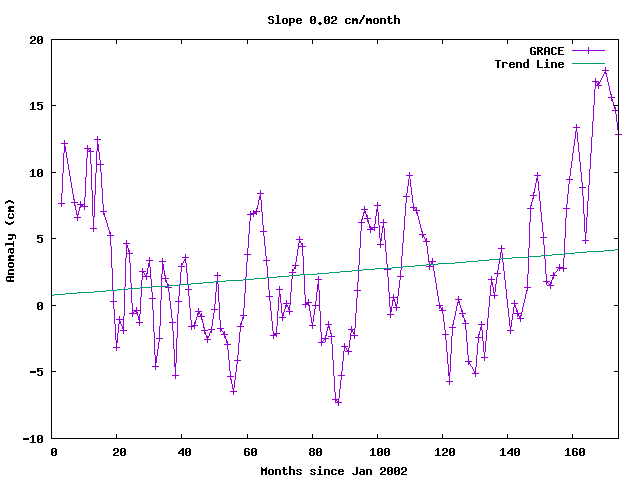 Slope 0.02 cm/month
20
15
10
5
0
-5
-10
Anomaly (cm)
GRACE
Trend Line
0 20 40 60 80 100 120 140 160
Months since Jan 2002